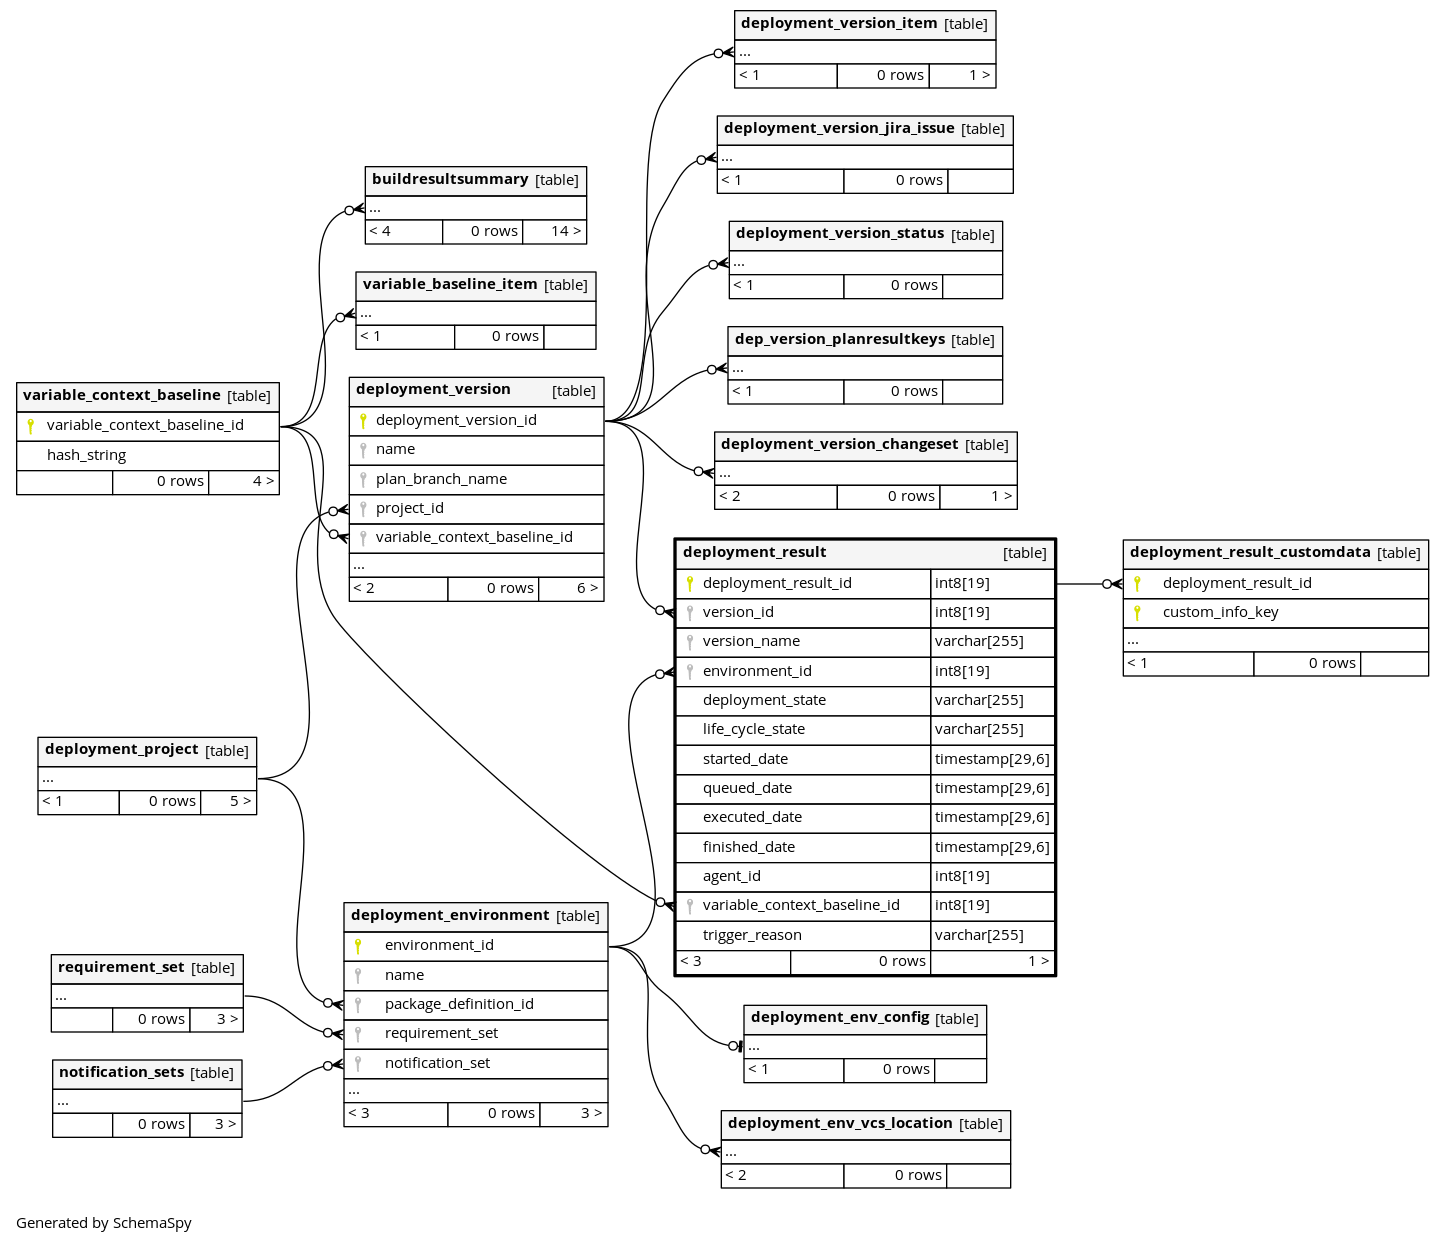 deployment_version_item [table]
...
< 1 0 rows 1 >
deployment_version_jira_issue [table]
...
< 1 0 rows
buildresultsummary [table]
...
< 4 0 rows 14 >
deployment_version_status [table]
...
< 1 0 rows
variable_baseline_item [table]
...
< 1 0 rows
dep_version_planresultkeys [table]
...
< 1 0 rows
variable_context_baseline [table]
variable_context_baseline_id
hash_string
0 rows 4 >
deployment_version [table]
deployment_version_id
name
plan_branch_name
project_id
variable_context_baseline_id
...
< 2 0 rows 6 >
deployment_version_changeset [table]
...
< 2 0 rows 1 >
deployment_result [table]
deployment_result_id int8[19]
version_id int8[19]
version_name varchar[255]
environment_id int8[19]
deployment_state varchar[255]
life_cycle_state varchar[255]
started_date timestamp[29,6]
queued_date timestamp[29,6]
executed_date timestamp[29,6]
finished_date timestamp[29,6]
agent_id int8[19]
variable_context_baseline_id int8[19]
trigger_reason varchar[255]
< 3 0 rows 1 >
deployment_result_customdata [table]
deployment_result_id
custom_info_key
...
< 1 0 rows
deployment_project [table]
...
< 1 0 rows 5 >
deployment_environment [table]
environment_id
name
package_definition_id
requirement_set
notification_set
...
< 3 0 rows 3 >
requirement_set [table]
...
0 rows 3 >
notification_sets [table]
...
0 rows 3 >
deployment_env_config [table]
...
< 1 0 rows
deployment_env_vcs_location [table]
...
< 2 0 rows
Generated by SchemaSpy